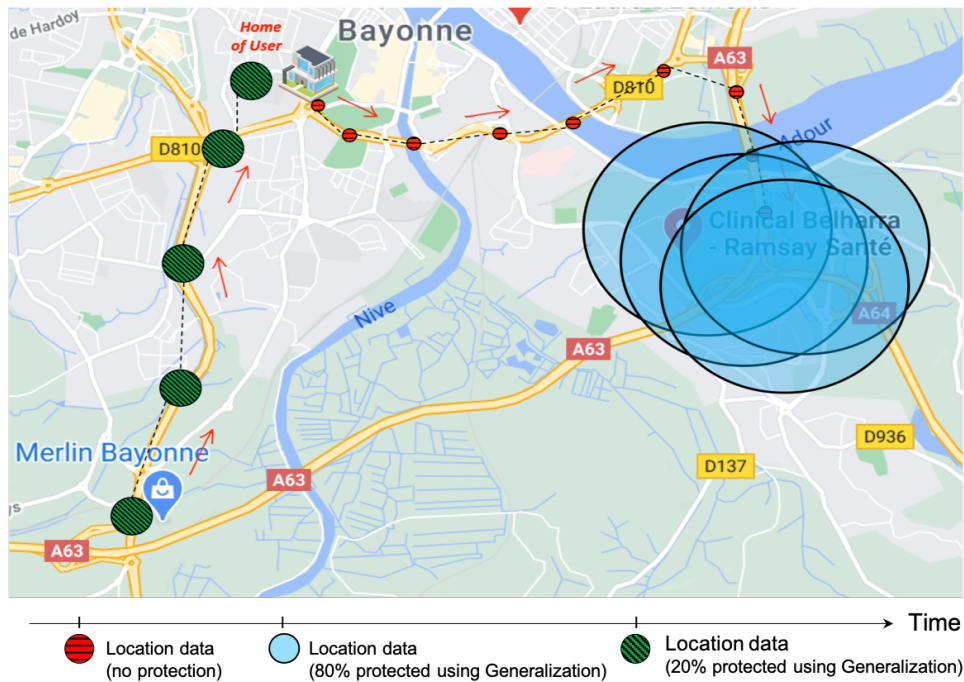 de Hardoy
Home
of User
Bayonne
A63
D810
D810
Adour
Clinical Belharra
- Ramsay Santé
Nive
A64
A63
Merlin Bayonne
D936
D137
A63
A63
Time
Location data
(no protection)
Location data
(80% protected using Generalization)
Location data
(20% protected using Generalization)